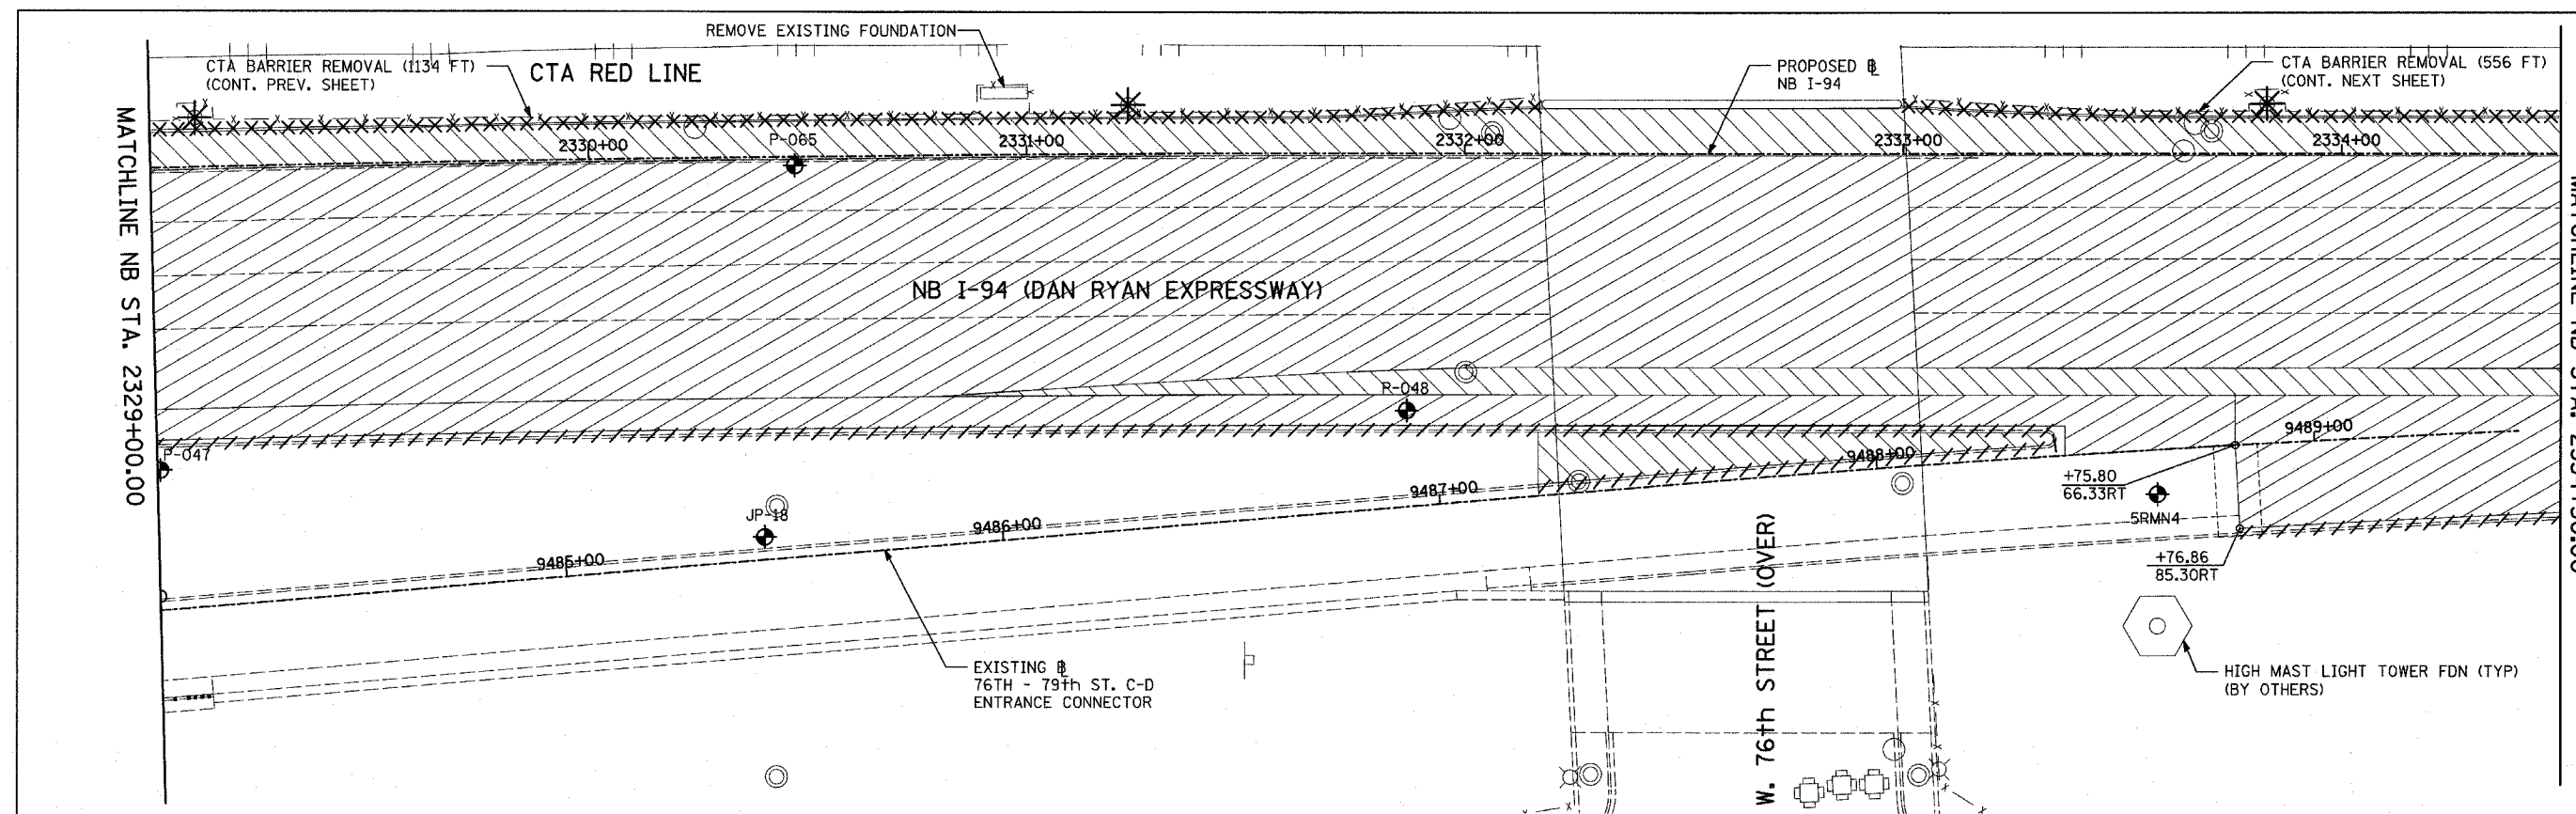 REMOVE EXISTING FOUNDATION
CTA BARRIER REMOVAL (1134 FT)
(CONT. PREV. SHEET)
CTA RED LINE
PROPOSED ℄
NB I-94
CTA BARRIER REMOVAL (556 FT)
(CONT. NEXT SHEET)
MATCHLINE NB STA. 2329+00.00
2330+00
P-065
2331+00
2332+00
2333+00
2334+00
NB I-94 (DAN RYAN EXPRESSWAY)
P-048
P-047
9489+00
9488+00
+75.80
66.33RT
9487+00
5RMN4
JP-18
9486+00
9485+00
+76.86
85.30RT
EXISTING ℄
76TH - 79th ST. C-D
ENTRANCE CONNECTOR
W. 76th STREET (OVER)
HIGH MAST LIGHT TOWER FDN (TYP)
(BY OTHERS)
MATCHLINE NB STA.